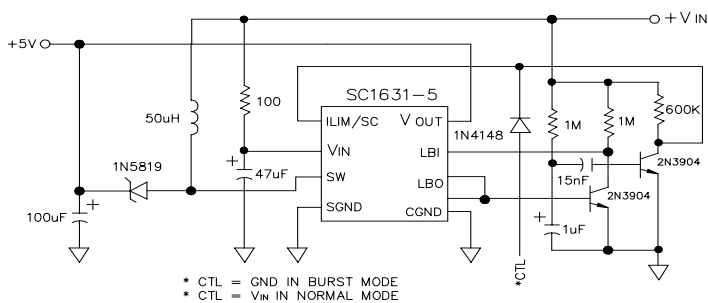 +VIN
+5V
SC1631-5
100
50uH
ILIM/SC
VOUT
1N4148
1M
1M
600K
VIN
LBI
2N3904
1N5819
47uF
SW
LBO
15nF
2N3904
100uF
SGND
CGND
1uF
*CTL
* CTL = GND IN BURST MODE
* CTL = VIN IN NORMAL MODE